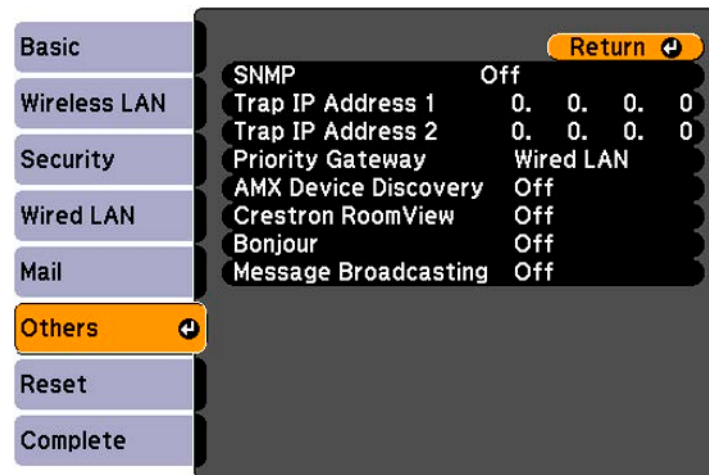 Basic
Wireless LAN
Security
Wired LAN
Mail
Others
Reset
Complete
Return
SNMP Off
Trap IP Address 1 0. 0. 0. 0
Trap IP Address 2 0. 0. 0. 0
Priority Gateway Wired LAN
AMX Device Discovery Off
Crestron RoomView Off
Bonjour Off
Message Broadcasting Off